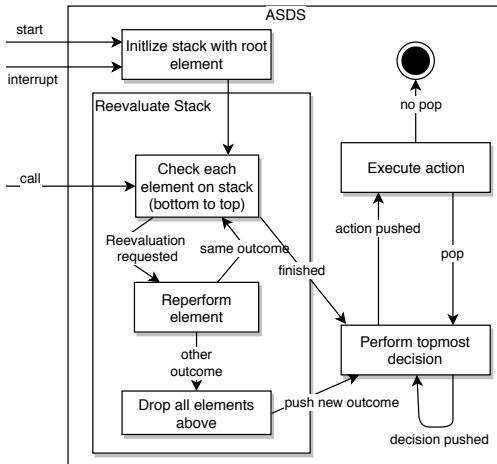 ASDS
start
Initlize stack with root
element
interrupt
Reevaluate Stack
no pop
Check each
element on stack
(bottom to top)
Execute action
call
action pushed
Reevaluation
requested
same outcome
pop
finished
Reperform
element
Perform topmost
decision
other
outcome
Drop all elements
above
push new outcome
decision pushed